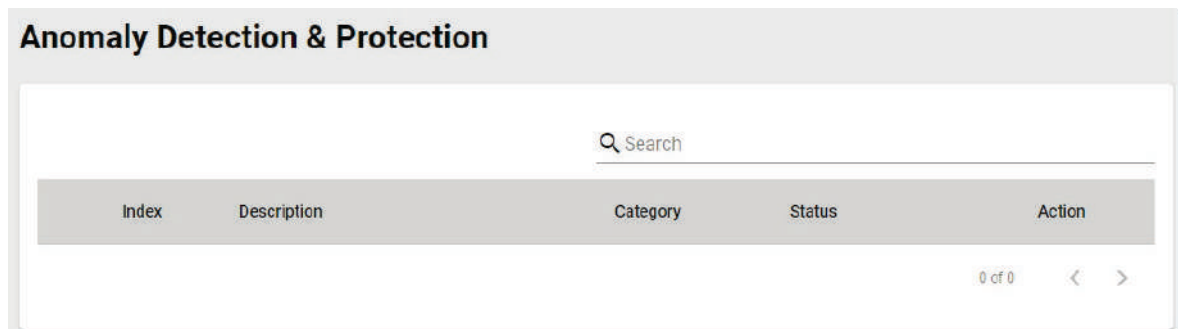 Anomaly Detection & Protection
Search
Index Description Category Status Action
0 of 0